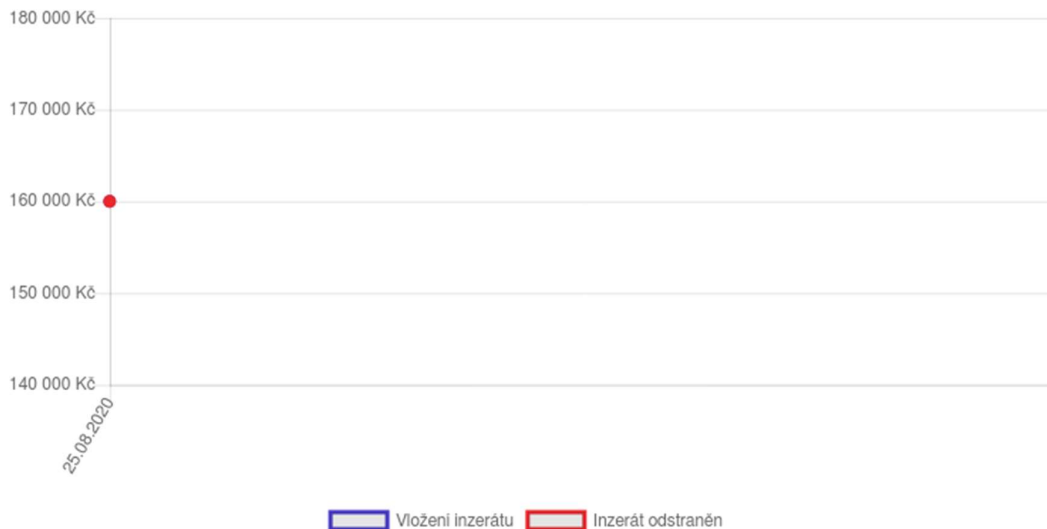 180 000 Kč
170 000 Kč
160 000 Kč
150 000 Kč
140 000 Kč
25.08.2020
Vložení inzerátu Inzerát odstraněn